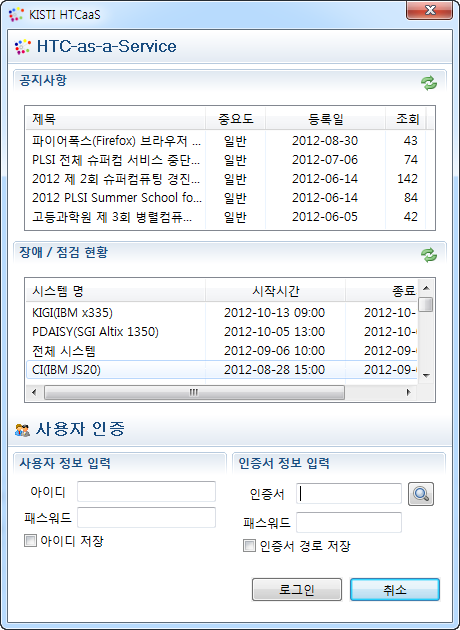 KISTI HTCaaS
HTC-as-a-Service
공지사항
제목 중요도 등록일 조회
파이어폭스(Firefox) 브라우저 ... 일반 2012-08-30 43
PLSI 전체 슈퍼컴 서비스 중단... 일반 2012-07-06 74
2012 제 2회 슈퍼컴퓨팅 경진... 일반 2012-06-14 142
2012 PLSI Summer School fo... 일반 2012-06-14 84
고등과학원 제 3회 병렬컴퓨... 일반 2012-06-05 42
장애 / 점검 현황
시스템 명 시작시간 종료
KIGI(IBM x335) 2012-10-13 09:00 2012-10-
PDAISY(SGI Altix 1350) 2012-10-05 13:00 2012-10-
전체 시스템 2012-09-06 10:00 2012-09-
CI(IBM JS20) 2012-08-28 15:00 2012-09-
사용자 인증
사용자 정보 입력 인증서 정보 입력
아이디 인증서
패스워드 패스워드
아이디 저장 인증서 경로 저장
로그인 취소